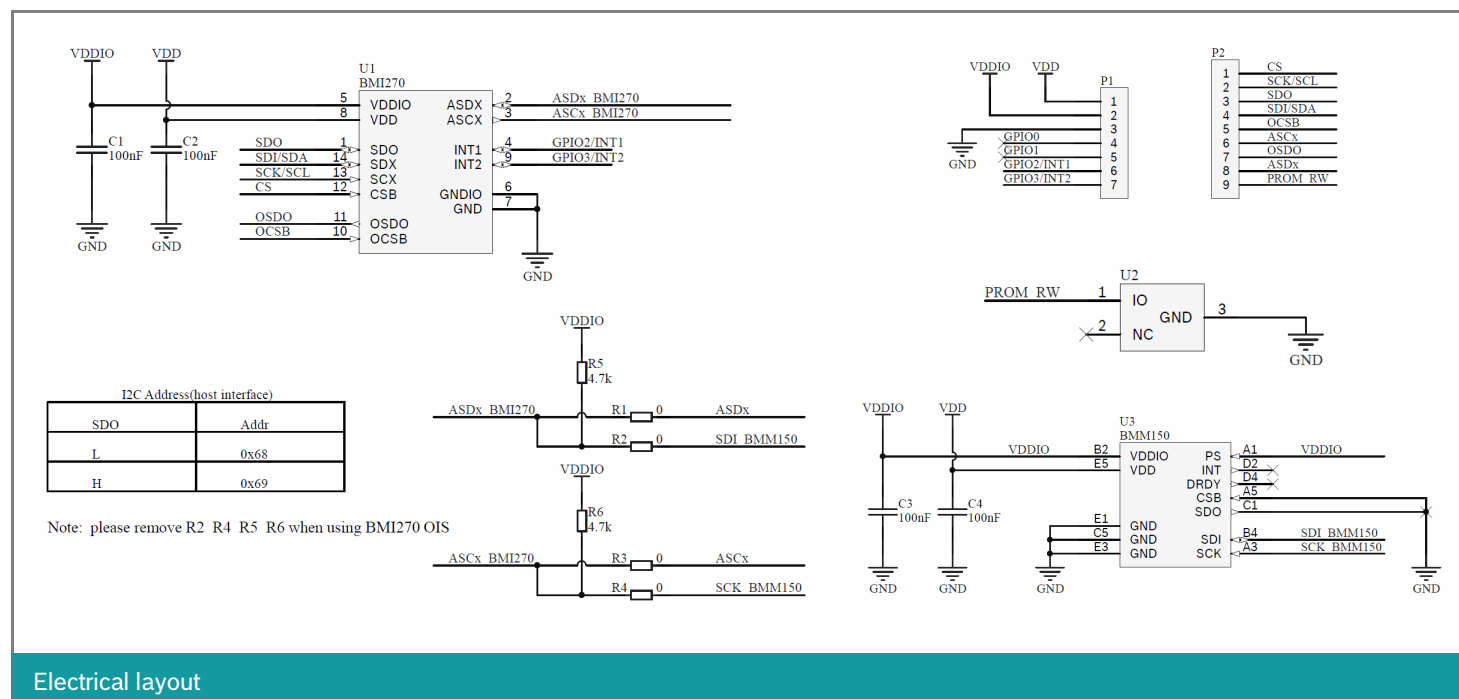 VDDIO VDD
U1
BMI270
5 VDDIO ASDX 2 ASDx_BMI270
8 VDD ASCX 3 ASCx_BMI270
C1
100nF
C2
100nF
SDO 1 SDO INT1 4 GPIO2/INT1
SDI/SDA 14 SDX INT2 9 GPIO3/INT2
SCK/SCL 13 SCX
CS 12 CSB GNDIO 6
GND 7
OSDO 11 OSDO
OCSB 10 OCSB
GND GND
GND
VDDIO VDD
P1
1
2
3
GND
GPIO0 4
GPIO1 5
GPIO2/INT1 6
GPIO3/INT2 7
P2
1 CS
2 SCK/SCL
3 SDO
4 SDI/SDA
5 OCSB
6 ASCx
7 OSDO
8 ASDx
9 PROM_RW
U2
PROM_RW 1 IO
GND 3
2 NC
GND
I2C Address(host interface)
SDO Addr
L 0x68
H 0x69
Note: please remove R2 R4 R5 R6 when using BMI270 OIS
VDDIO
R5
4.7k
ASDx_BMI270 R1 0 ASDx
R2 0 SDI_BMM150
VDDIO
R6
4.7k
ASCx_BMI270 R3 0 ASCx
R4 0 SCK_BMM150
VDDIO VDD
U3
BMM150
VDDIO B2 VDDIO PS A1 VDDIO
E5 VDD INT D2
DRDY D4
CSB A5
SDO C1
C3
100nF
C4
100nF
E1 GND
C5 GND SDI B4 SDI_BMM150
E3 GND SCK A3 SCK_BMM150
GND GND GND GND
Electrical layout